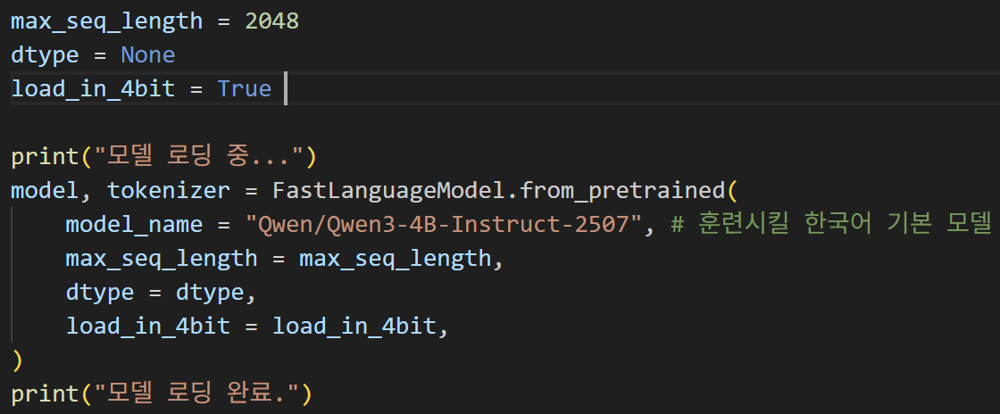 max_seq_length = 2048
dtype = None
load_in_4bit = True
print("모델 로딩 중...")
model, tokenizer = FastLanguageModel.from_pretrained(
    model_name = "Qwen/Qwen3-4B-Instruct-2507", # 훈련시킬 한국어 기본 모델
    max_seq_length = max_seq_length,
    dtype = dtype,
    load_in_4bit = load_in_4bit,
)
print("모델 로딩 완료.")